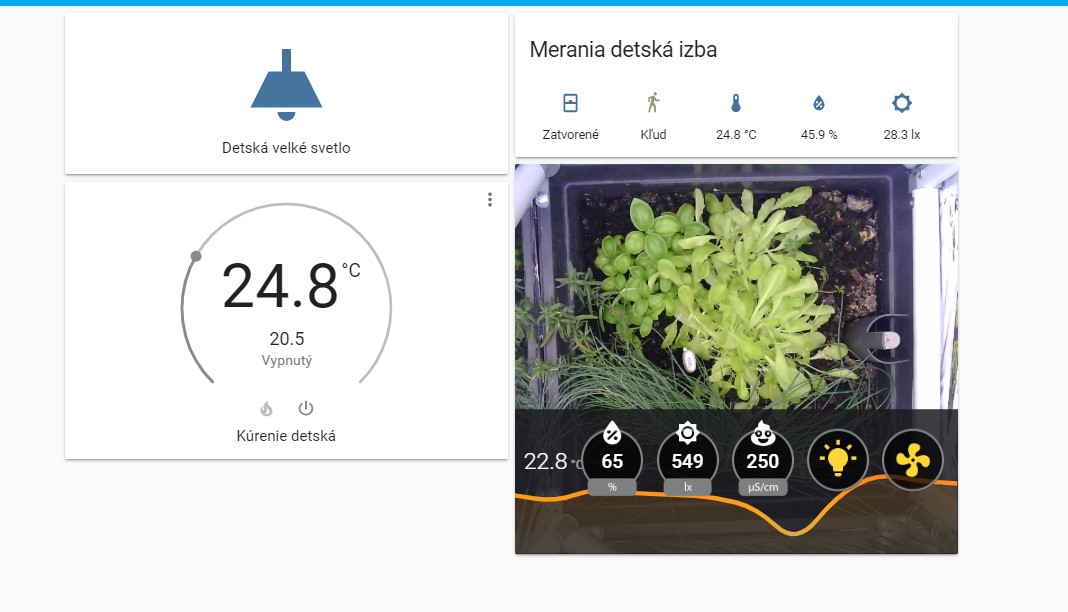 Detská velké svetlo
24.8 °C
20.5
Vypnutý
Kúrenie detská
Merania detská izba
Zatvorené Kľud 24.8 °C 45.9 % 28.3 lx
22.8 °C 65 549 250
% lx µS/cm